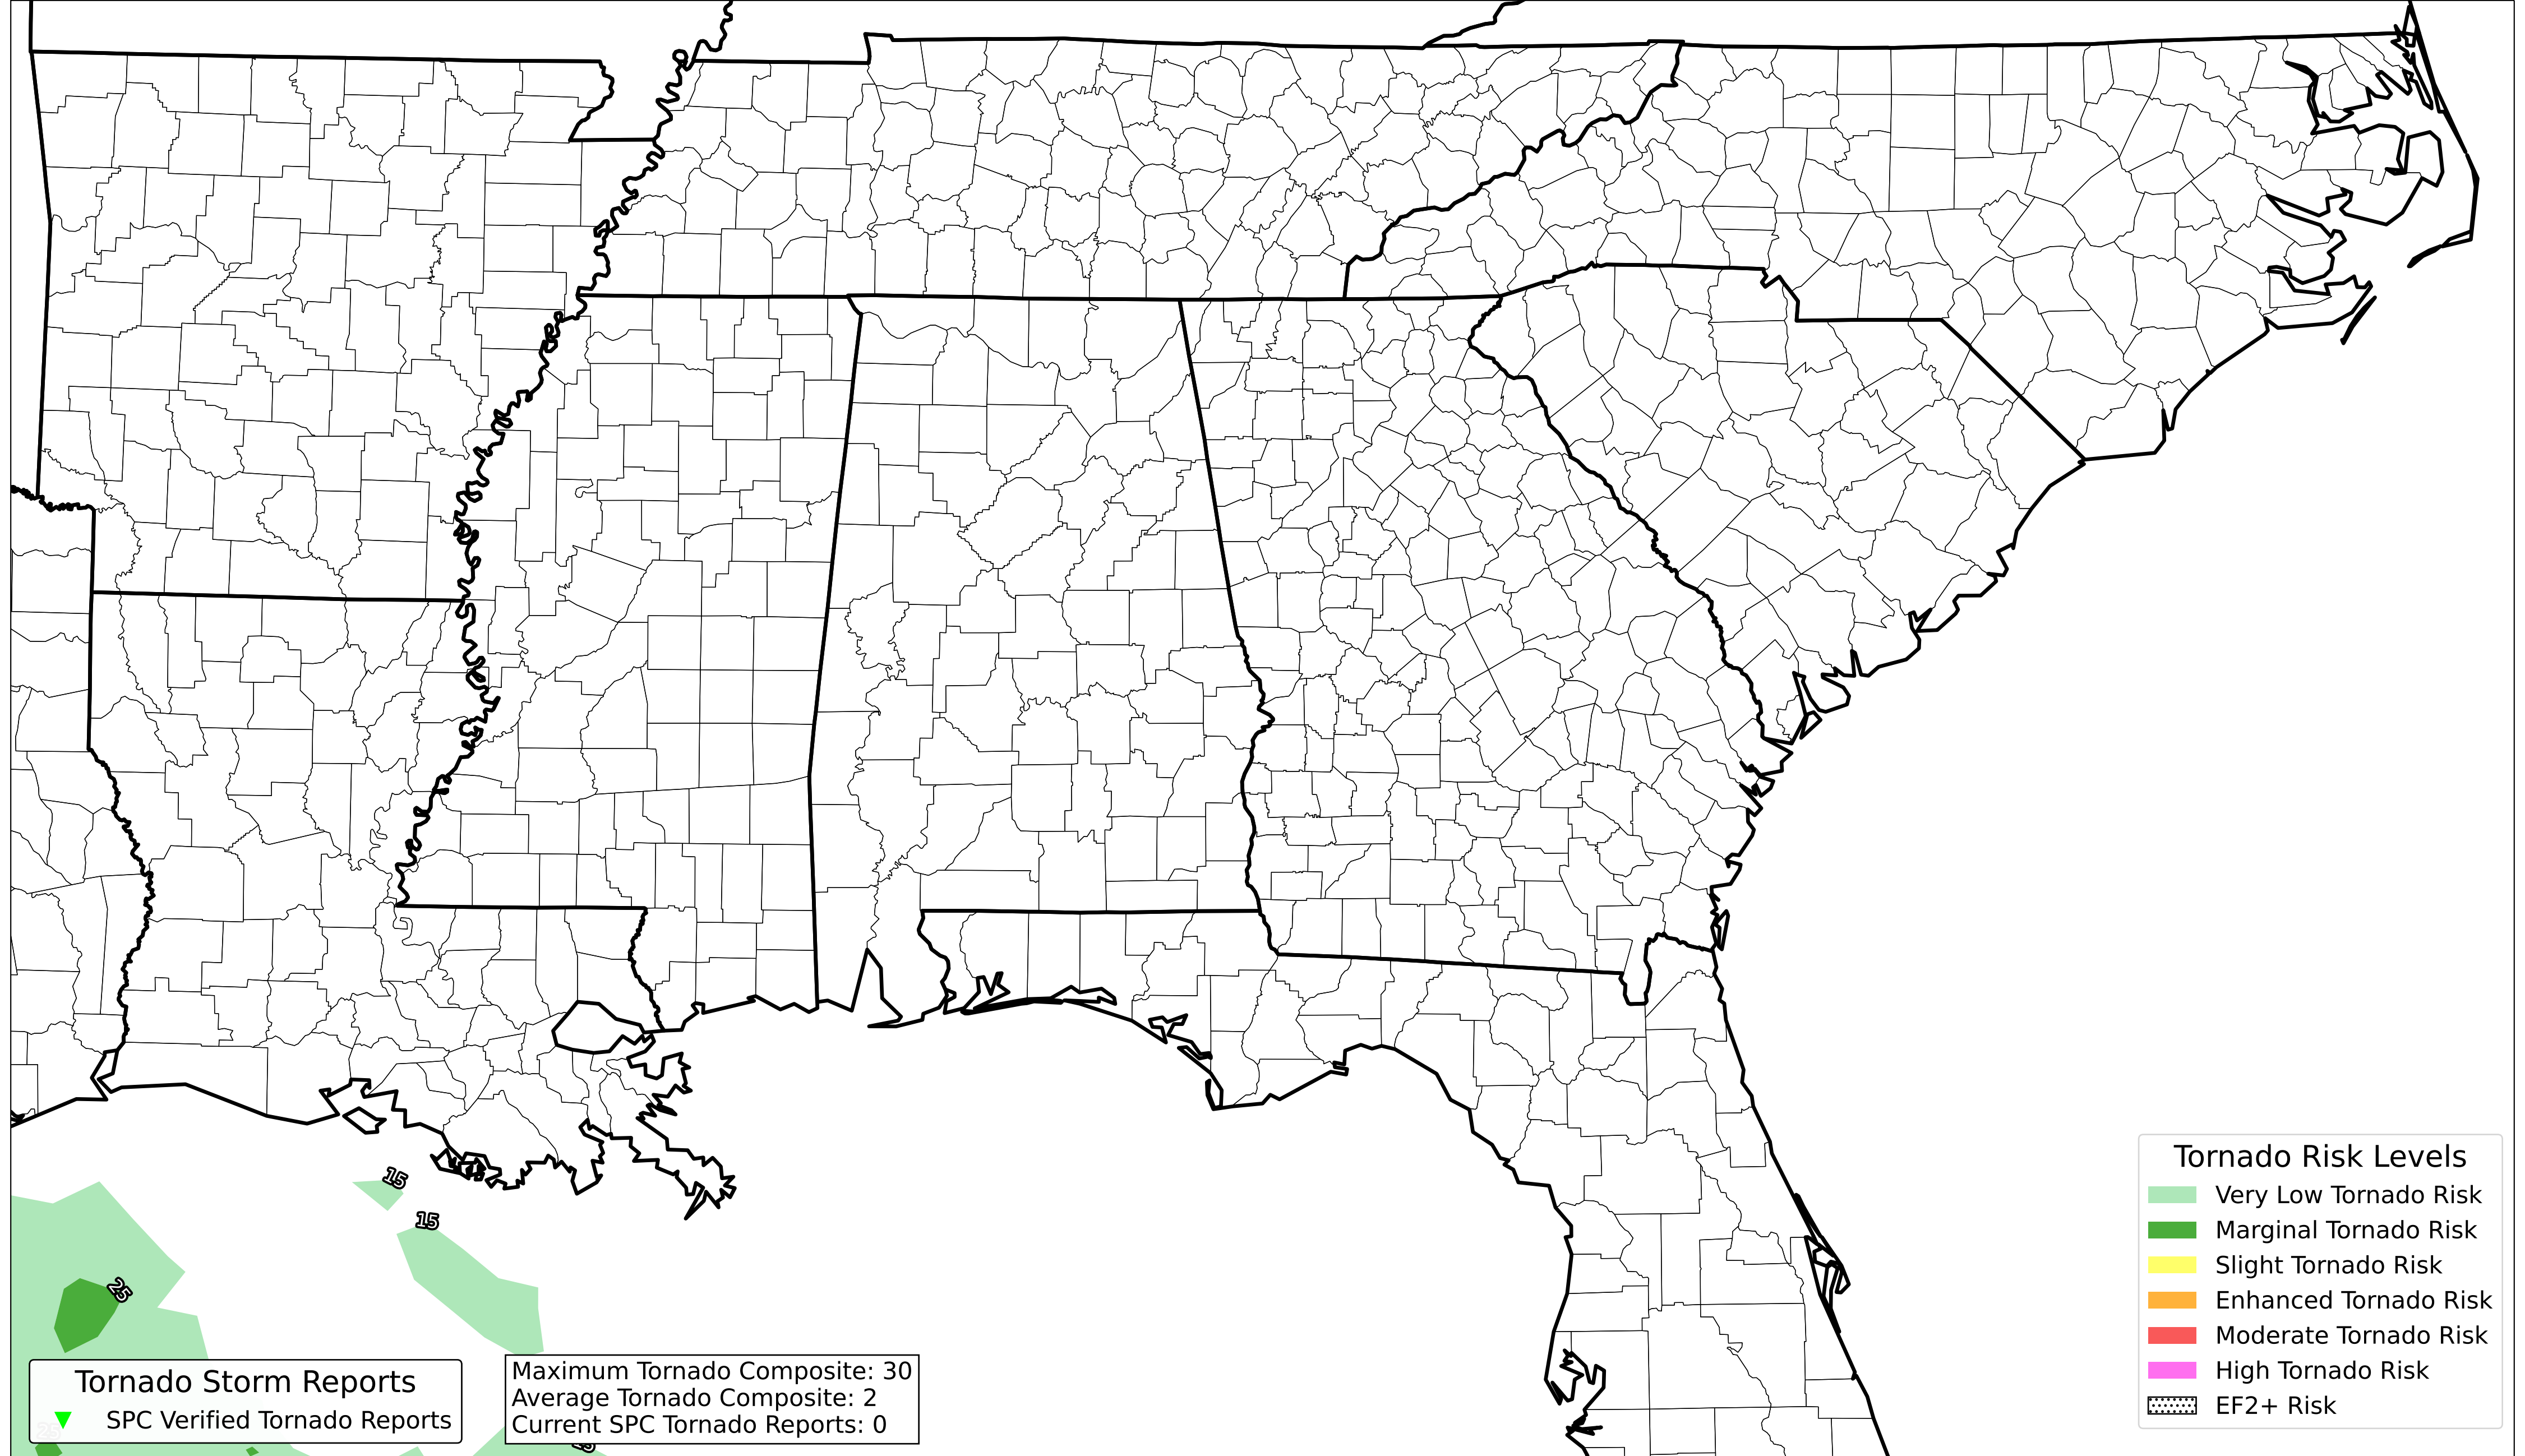 15
15
25
Tornado Risk Levels
Very Low Tornado Risk
Marginal Tornado Risk
Slight Tornado Risk
Enhanced Tornado Risk
Moderate Tornado Risk
High Tornado Risk
EF2+ Risk
Tornado Storm Reports
SPC Verified Tornado Reports
25
Maximum Tornado Composite: 30
Average Tornado Composite: 2
Current SPC Tornado Reports: 0